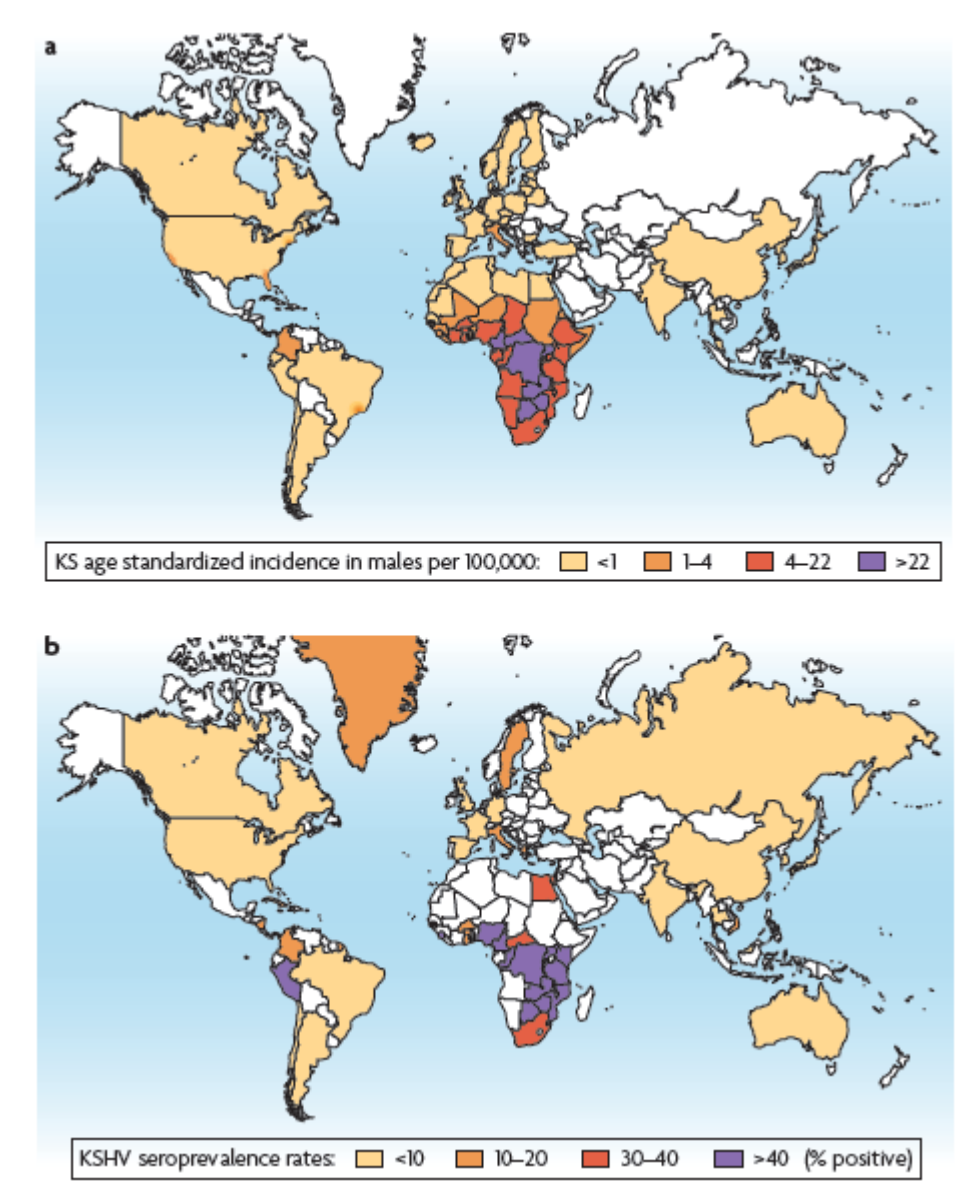 a
KS age standardized incidence in males per 100,000: <1 1–4 4–22 >22
b
KSHV seroprevalence rates: <10 10–20 30–40 >40 (% positive)